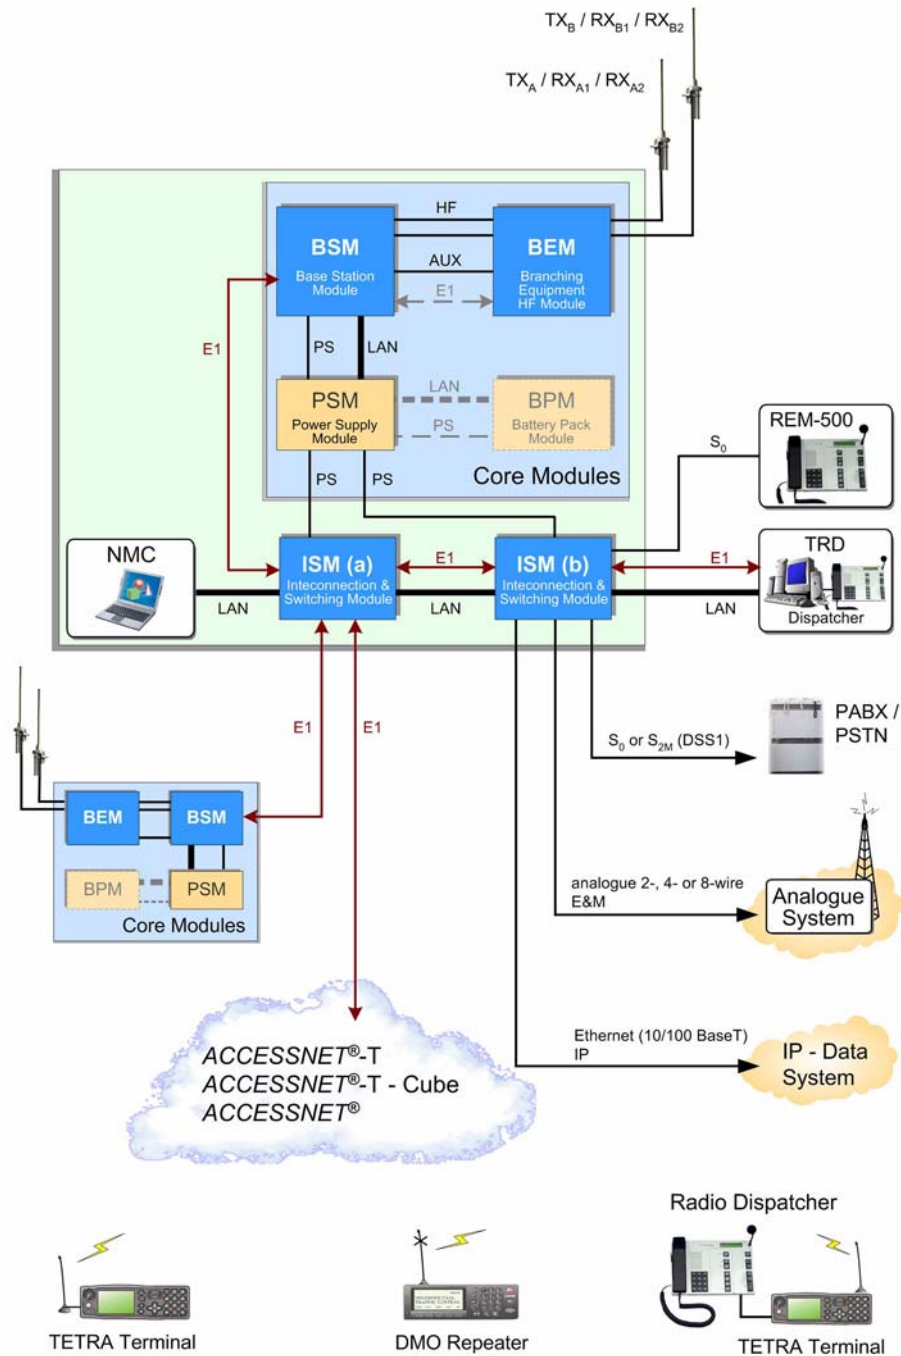 TX_B / RX_B1 / RX_B2
TX_A / RX_A1 / RX_A2
HF
BSM
Base Station
Module
BEM
Branching
Equipment
HF Module
AUX
E1
E1
PS
LAN
PSM
Power Supply
Module
LAN
PS
BPM
Battery Pack
Module
Core Modules
PS
PS
S_0
REM-500
NMC
LAN
ISM (a)
Inteconnection &
Switching Module
E1
LAN
ISM (b)
Inteconnection &
Switching Module
E1
LAN
TRD
Dispatcher
E1
E1
S_0 or S_2M (DSS1)
PABX /
PSTN
BEM
BSM
BPM
PSM
Core Modules
analogue 2-, 4- or 8-wire
E&M
Analogue
System
ACCESSNET®-T
ACCESSNET®-T - Cube
ACCESSNET®
Ethernet (10/100 BaseT)
IP
IP - Data
System
Radio Dispatcher
TETRA Terminal
DMO Repeater
TETRA Terminal